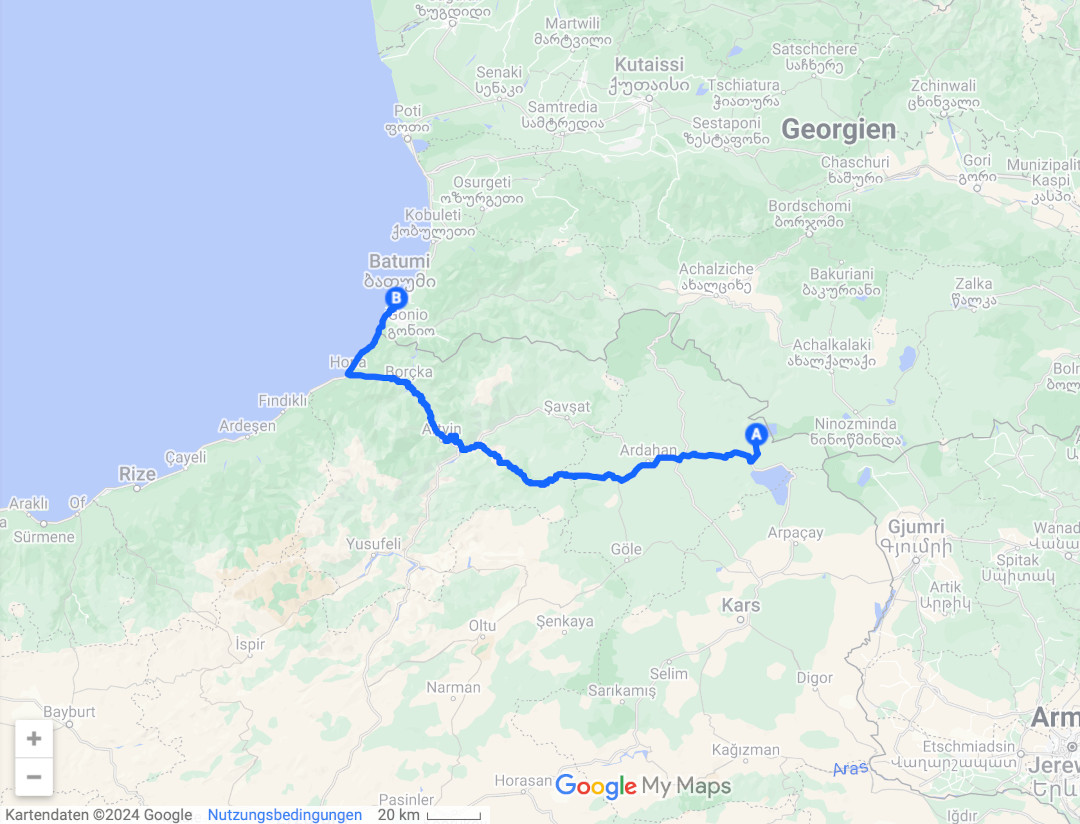 ზუგდიდი
Martwili
მარტვილი
Satschchere
საჩხერე
Kutaissi
ქუთაისი
Senaki
სენაკი
Tschiatura
ჭიათურა
Zchinwali
ცხინვალი
Poti
ფოთი
Samtredia
სამტრედია
Sestaponi
ზესტაფონი
Georgien
Chaschuri
ხაშური
Gori
გორი
Munizipalit
Kaspi
კასპი
Osurgeti
ოზურგეთი
Kobuleti
ქობულეთი
Bordschomi
ბორჯომი
Batumi
ბათუმი
Achalziche
ახალციხე
Bakuriani
ბაკურიანი
Zalka
წალკა
B
Gonio
გონიო
Achalkalaki
ახალქალაქი
Hopa
Borçka
Boln
ბოლ
Fındıklı
Şavşat
Ardeşen
Artvin
A
Ninozminda
ნინოწმინდა
Ardahan
Çayeli
Rize
Araklı
Of
Sürmene
Arpaçay
Gjumri
Գյումրի
Wanad
Վանա
Yusufeli
Göle
Spitak
Սպիտակ
Artik
Արթիկ
Kars
Oltu
Şenkaya
İspir
Selim
Digor
Narman
Sarıkamış
Bayburt
Arm
Kağızman
Etschmiadsin
Վաղարշապատ
Jerew
Երև
Aras
Horasan
Google My Maps
Pasinler
Iğdır
+
−
Kartendaten ©2024 Google Nutzungsbedingungen 20 km